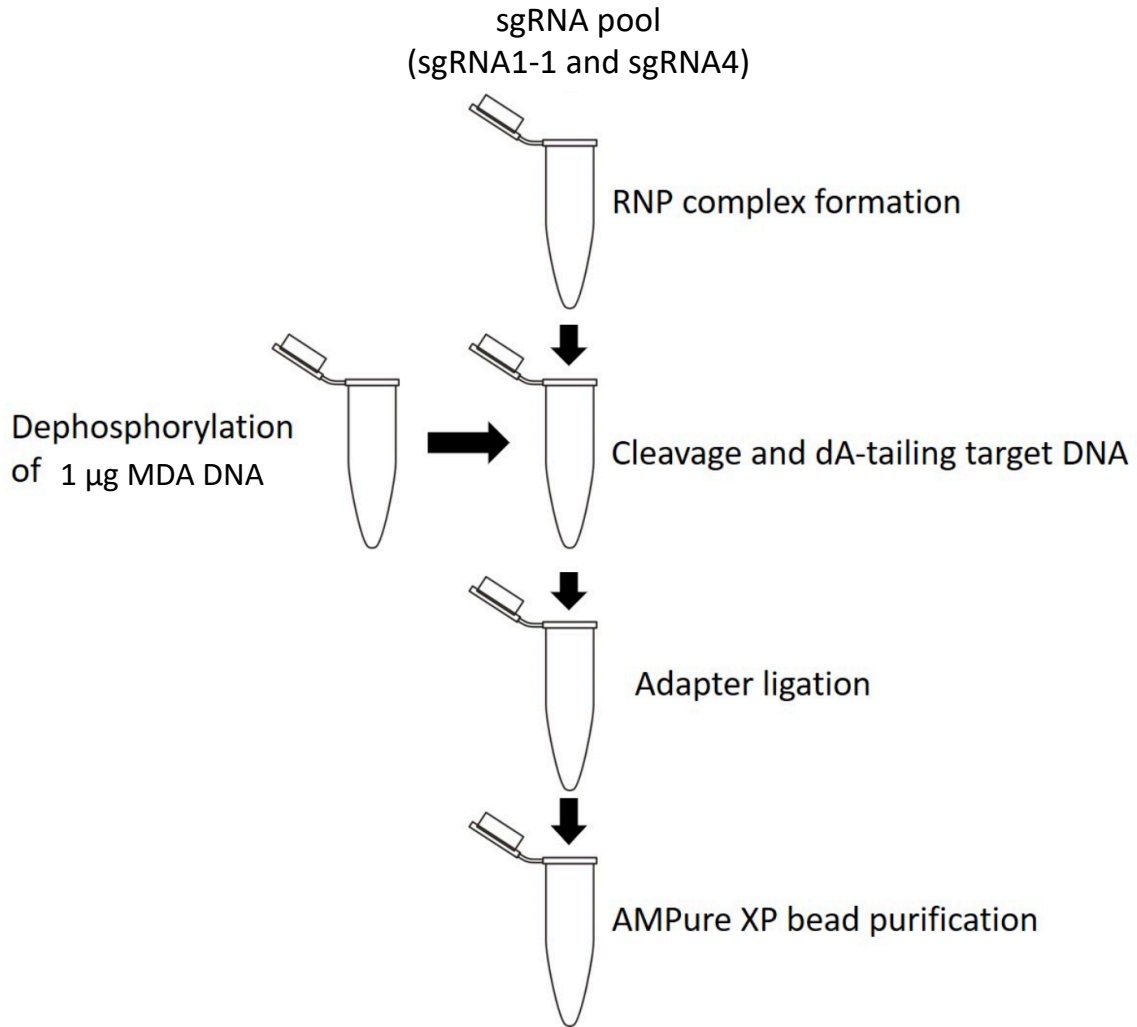 sgRNA pool
(sgRNA1-1 and sgRNA4)
RNP complex formation
Dephosphorylation
of 1 μg MDA DNA
Cleavage and dA-tailing target DNA
Adapter ligation
AMPure XP bead purification